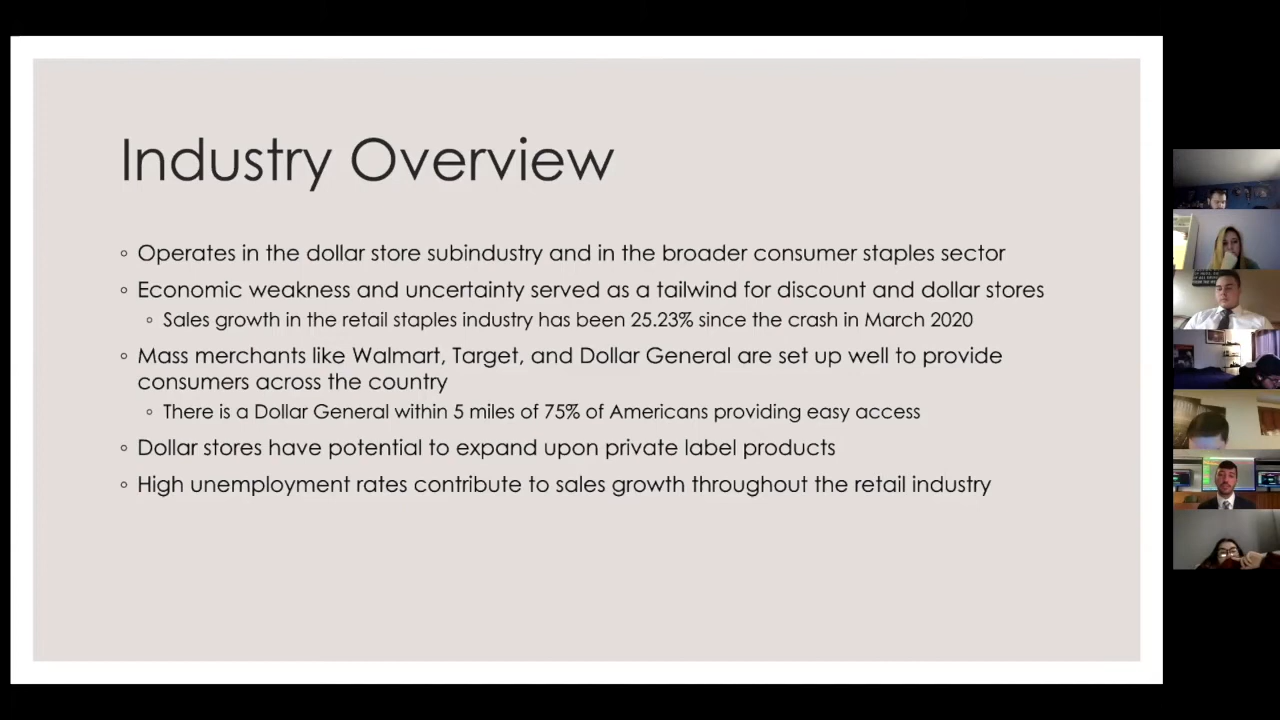 Industry Overview
◦ Operates in the dollar store subindustry and in the broader consumer staples sector
◦ Economic weakness and uncertainty served as a tailwind for discount and dollar stores
◦ Sales growth in the retail staples industry has been 25.23% since the crash in March 2020
◦ Mass merchants like Walmart, Target, and Dollar General are set up well to provide
consumers across the country
◦ There is a Dollar General within 5 miles of 75% of Americans providing easy access
◦ Dollar stores have potential to expand upon private label products
◦ High unemployment rates contribute to sales growth throughout the retail industry